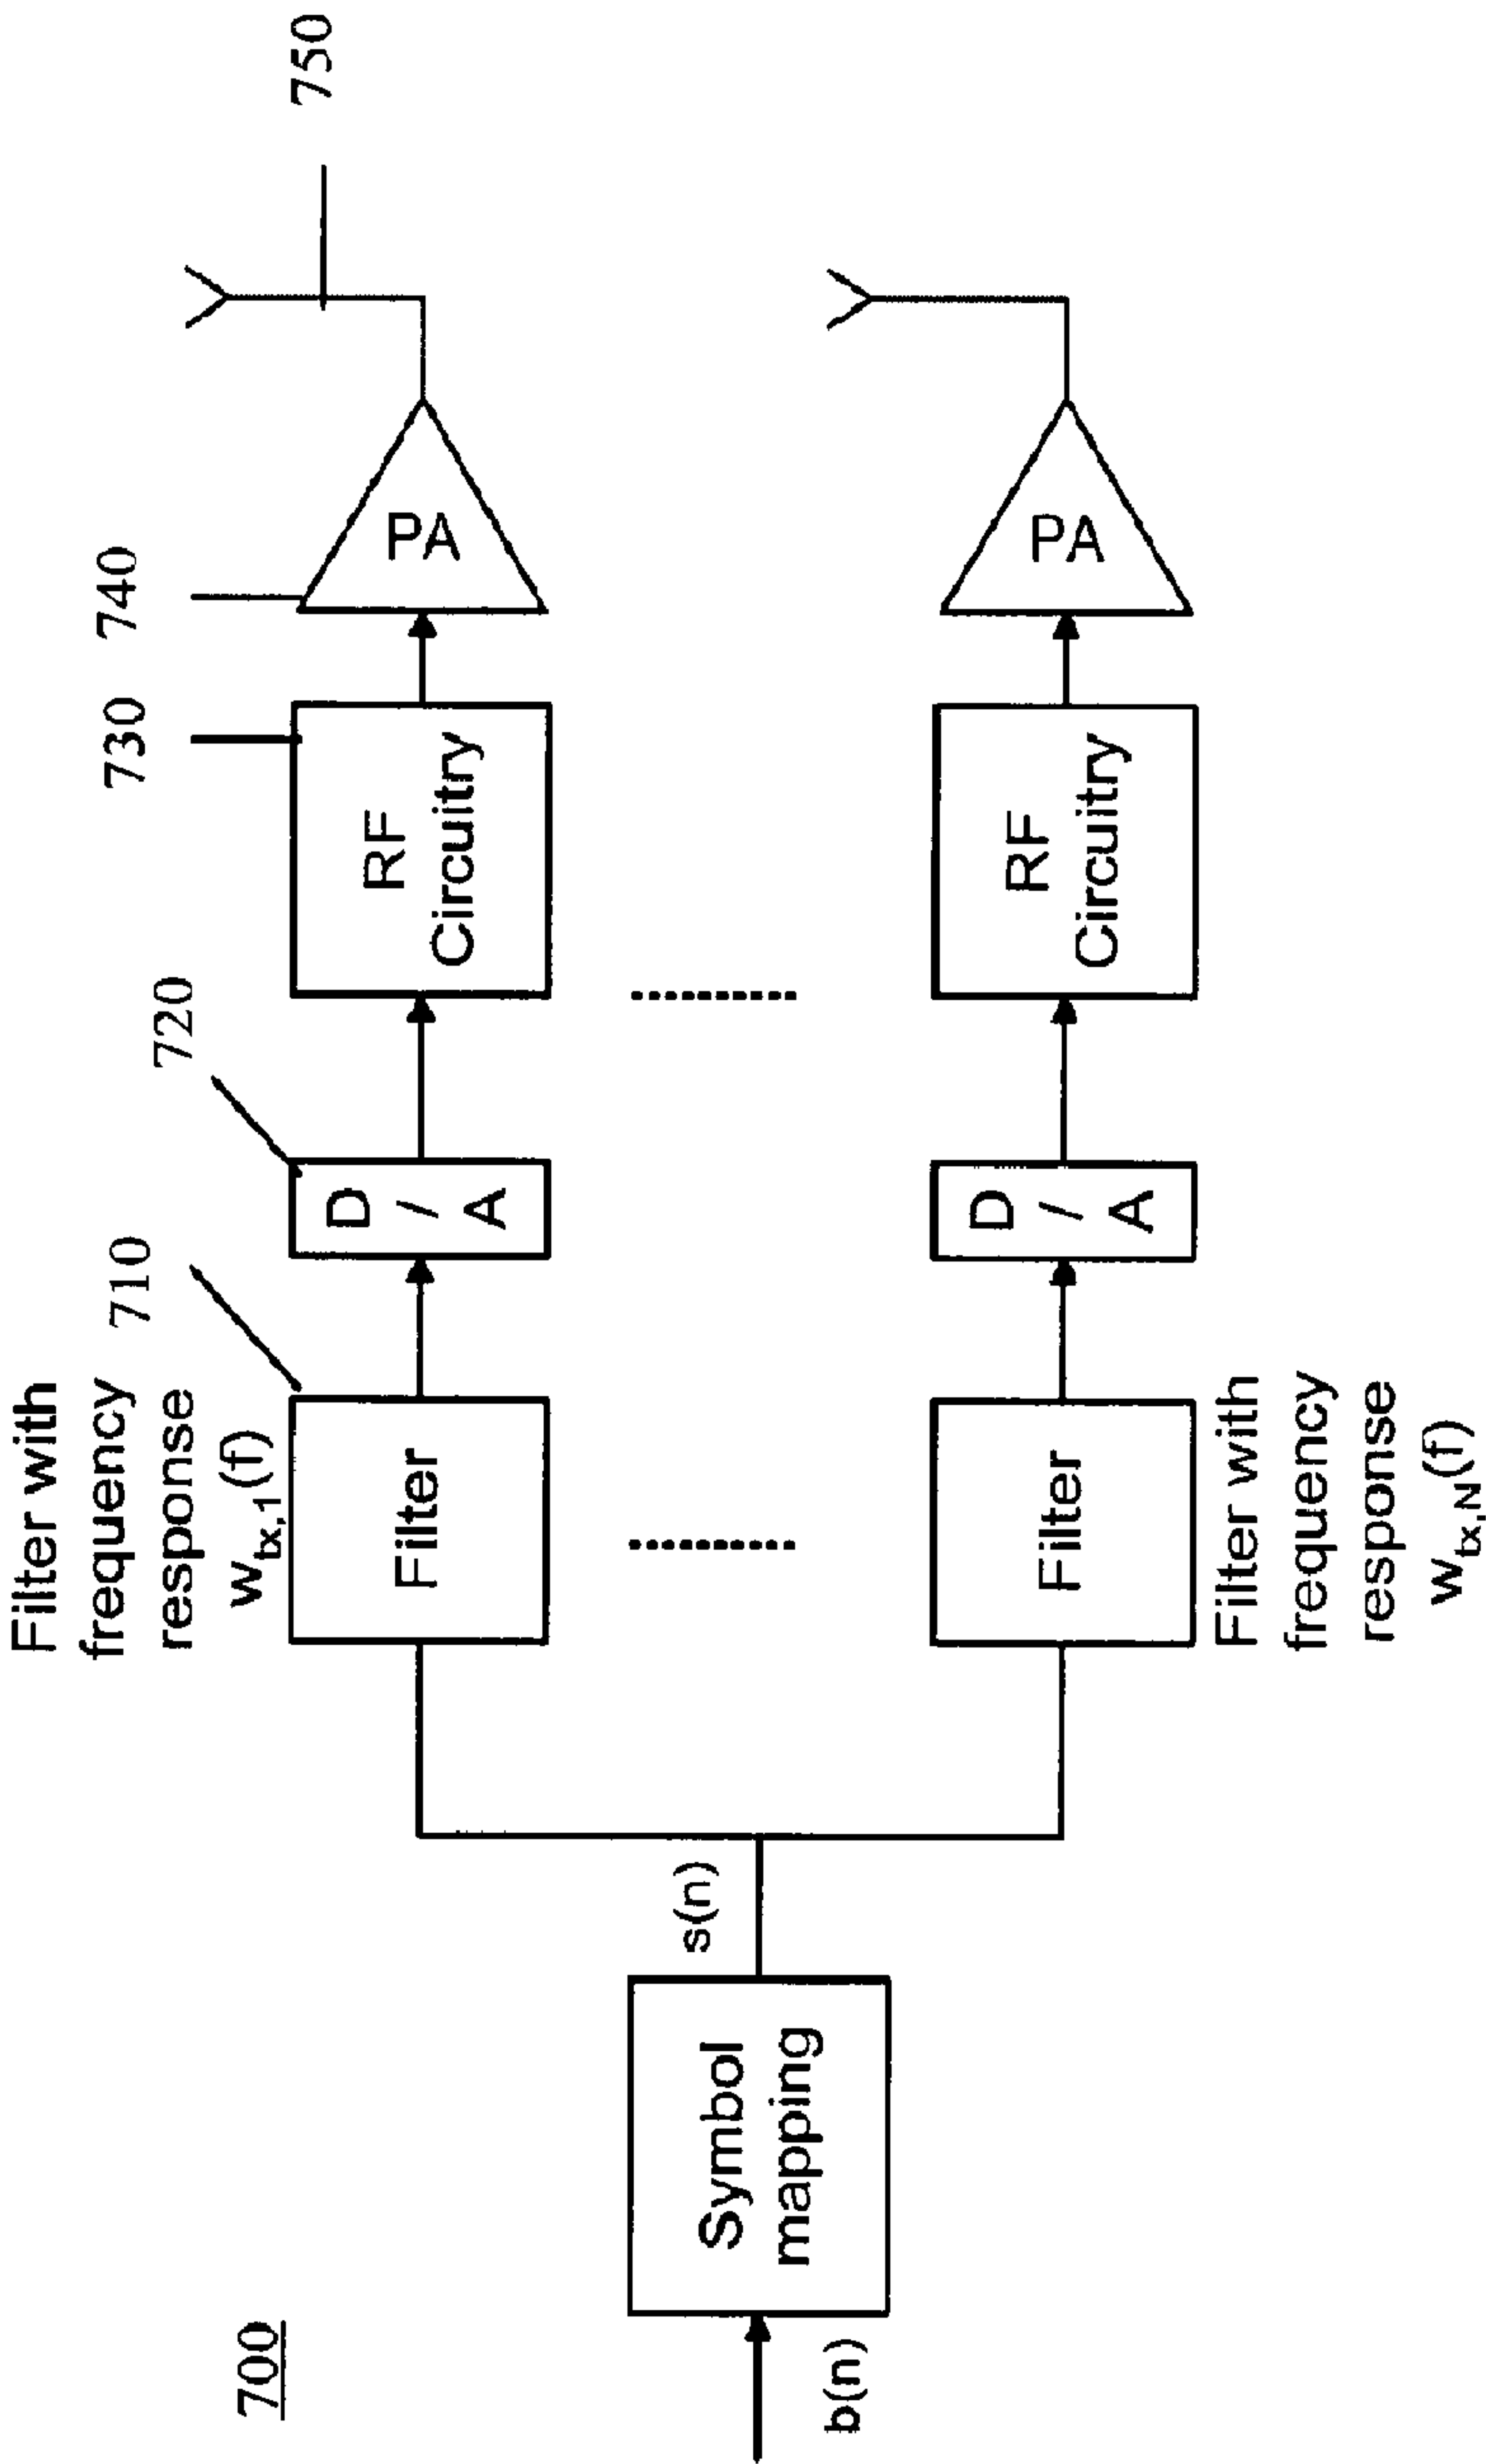 700
b(n)
Symbol
mapping
s(n)
Filter with
frequency
response
w_tx,1(f)
710
Filter
720
D
/
A
730
RF
Circuitry
740
PA
750
Filter
D
/
A
RF
Circuitry
PA
Filter with
frequency
response
w_tx,N(f)